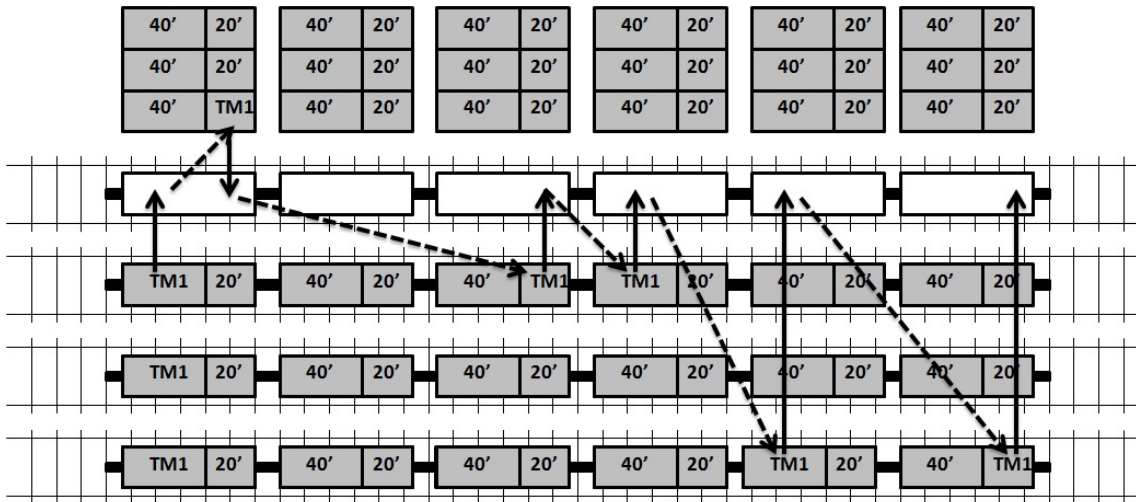 40’ 20’ 40’ 20’ 40’ 20’ 40’ 20’ 40’ 20’ 40’ 20’
40’ 20’ 40’ 20’ 40’ 20’ 40’ 20’ 40’ 20’ 40’ 20’
40’ TM1 40’ 20’ 40’ 20’ 40’ 20’ 40’ 20’ 40’ 20’
TM1 20’ 40’ 20’ 40’ TM1 TM1 20’ 40’ 20’ 40’ 20’
TM1 20’ 40’ 20’ 40’ 20’ 40’ 20’ 40’ 20’ 40’ 20’
TM1 20’ 40’ 20’ 40’ 20’ 40’ 20’ TM1 20’ 40’ TM1